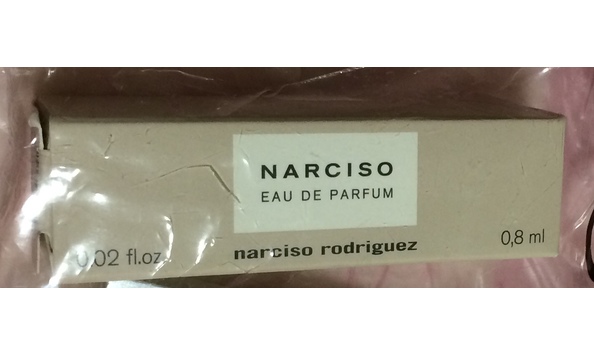 NARCISO
EAU DE PARFUM
0.02 fl.oz
narciso rodriguez
0,8 ml